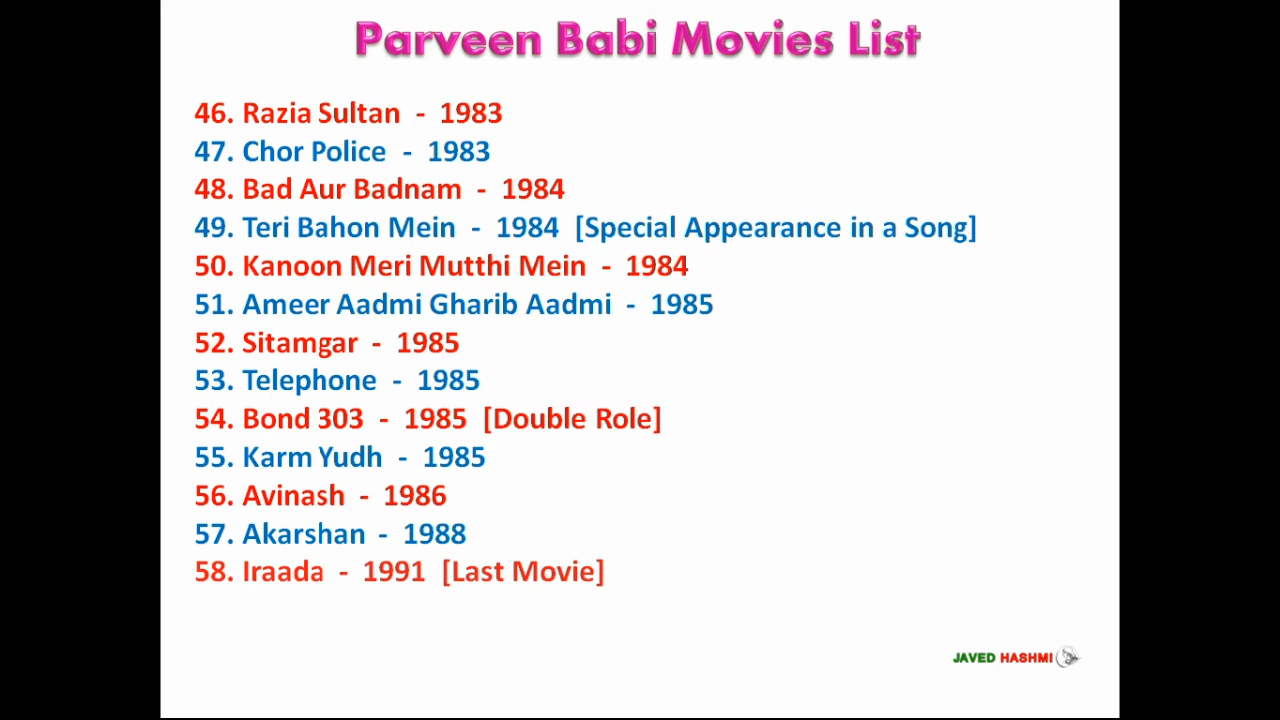 Parveen Babi Movies List
46. Razia Sultan - 1983
47. Chor Police - 1983
48. Bad Aur Badnam - 1984
49. Teri Bahon Mein - 1984 [Special Appearance in a Song]
50. Kanoon Meri Mutthi Mein - 1984
51. Ameer Aadmi Gharib Aadmi - 1985
52. Sitamgar - 1985
53. Telephone - 1985
54. Bond 303 - 1985 [Double Role]
55. Karm Yudh - 1985
56. Avinash - 1986
57. Akarshan - 1988
58. Iraada - 1991 [Last Movie]
JAVED HASHMI